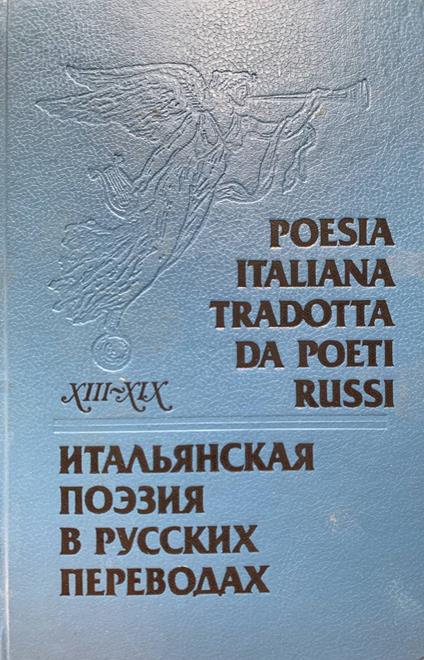 POESIA
ITALIANA
TRADOTTA
DA POETI
RUSSI
XIII~XIX
ИТАЛЬЯНСКАЯ
ПОЭЗИЯ
В РУССКИХ
ПЕРЕВОДАХ